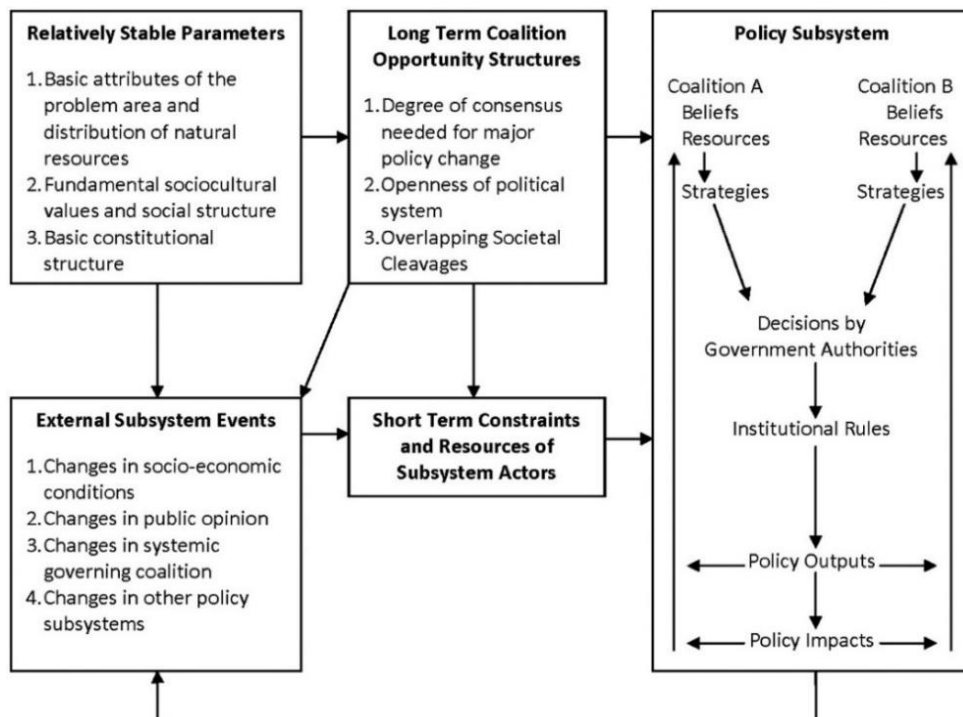 Relatively Stable Parameters
1. Basic attributes of the
problem area and
distribution of natural
resources
2. Fundamental sociocultural
values and social structure
3. Basic constitutional
structure
Long Term Coalition
Opportunity Structures
1. Degree of consensus
needed for major
policy change
2. Openness of political
system
3. Overlapping Societal
Cleavages
Policy Subsystem
Coalition A
Beliefs
Resources
Strategies
Coalition B
Beliefs
Resources
Strategies
Decisions by
Government Authorities
Institutional Rules
Policy Outputs
Policy Impacts
External Subsystem Events
1. Changes in socio-economic
conditions
2. Changes in public opinion
3. Changes in systemic
governing coalition
4. Changes in other policy
subsystems
Short Term Constraints
and Resources of
Subsystem Actors